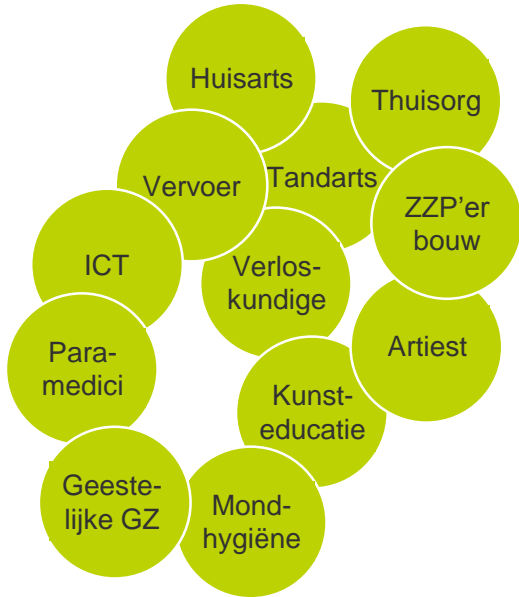 Huisarts
Thuisorg
Vervoer
Tandarts
ZZP'er
bouw
ICT
Verlos-
kundige
Para-
medici
Artiest
Kunst-
educatie
Geeste-
lijke GZ
Mond-
hygiëne